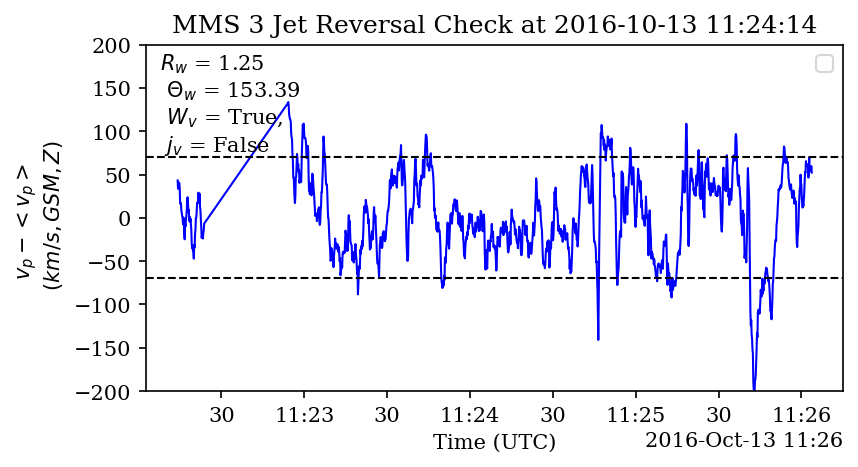 MMS 3 Jet Reversal Check at 2016-10-13 11:24:14
200
150
100
50
0
−50
−100
−150
−200
v_p − < v_p >
(km/s, GSM, Z)
R_w = 1.25
Θ_w = 153.39
W_v = True,
j_v = False
30 11:23 30 11:24 30 11:25 30 11:26
Time (UTC)
2016-Oct-13 11:26